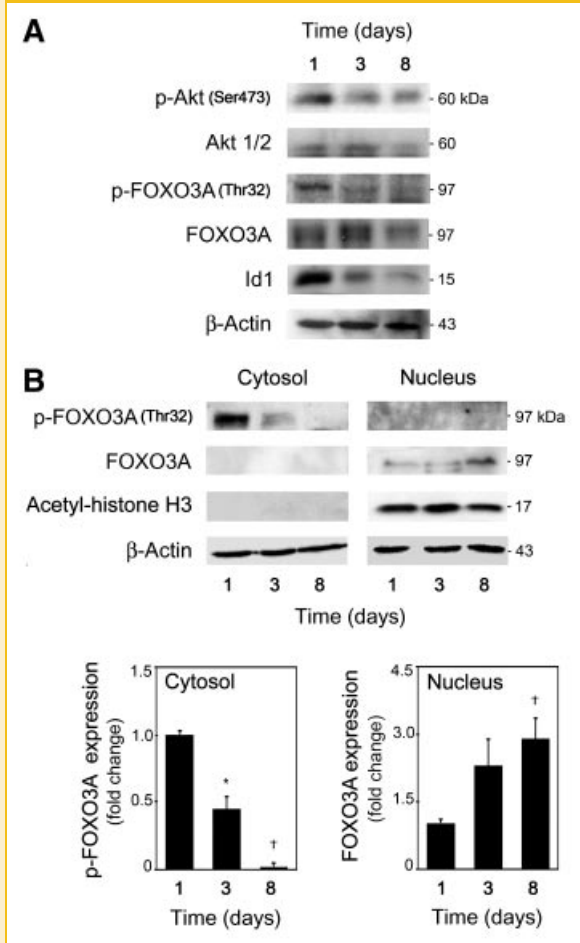 A
Time (days)
1 3 8
p-Akt (Ser473) - 60 kDa
Akt 1/2 - 60
p-FOXO3A (Thr32) - 97
FOXO3A - 97
Id1 - 15
β-Actin - 43
B
Cytosol Nucleus
p-FOXO3A (Thr32) - 97 kDa
FOXO3A - 97
Acetyl-histone H3 - 17
β-Actin - 43
1 3 8 1 3 8
Time (days)
p-FOXO3A expression
(fold change)
1.5
1.0
0.5
0
Cytosol
*
†
1 3 8
Time (days)
FOXO3A expression
(fold change)
4.5
3.0
1.5
0
Nucleus
†
1 3 8
Time (days)